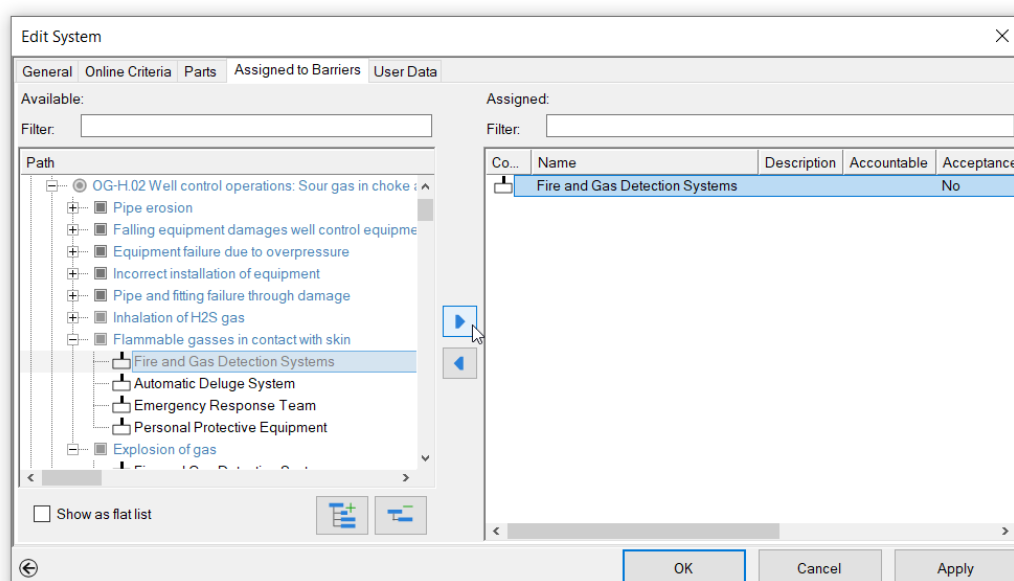 Edit System
General Online Criteria Parts Assigned to Barriers User Data
Available:
Filter:
Path
OG-H.02 Well control operations: Sour gas in choke
Pipe erosion
Falling equipment damages well control equipme
Equipment failure due to overpressure
Incorrect installation of equipment
Pipe and fitting failure through damage
Inhalation of H2S gas
Flammable gasses in contact with skin
Fire and Gas Detection Systems
Automatic Deluge System
Emergency Response Team
Personal Protective Equipment
Explosion of gas
Show as flat list
Assigned:
Filter:
Co... Name Description Accountable Acceptance
Fire and Gas Detection Systems No
OK Cancel Apply